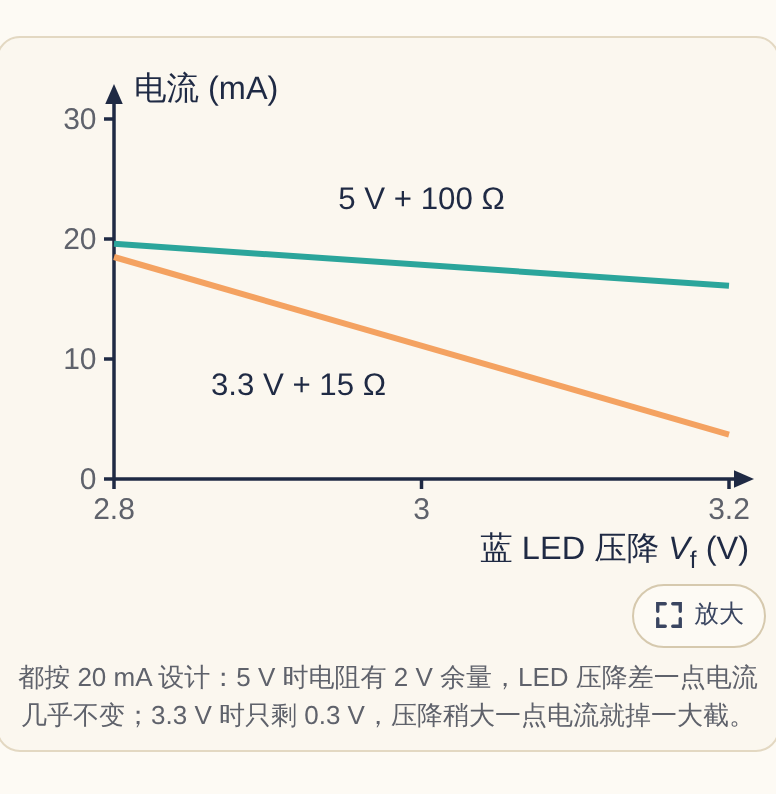 电流 (mA)
30
5 V + 100 Ω
20
10
3.3 V + 15 Ω
0
2.8
3
3.2
蓝 LED 压降 Vf (V)
放大
都按 20 mA 设计：5 V 时电阻有 2 V 余量，LED 压降差一点电流
几乎不变；3.3 V 时只剩 0.3 V，压降稍大一点电流就掉一大截。